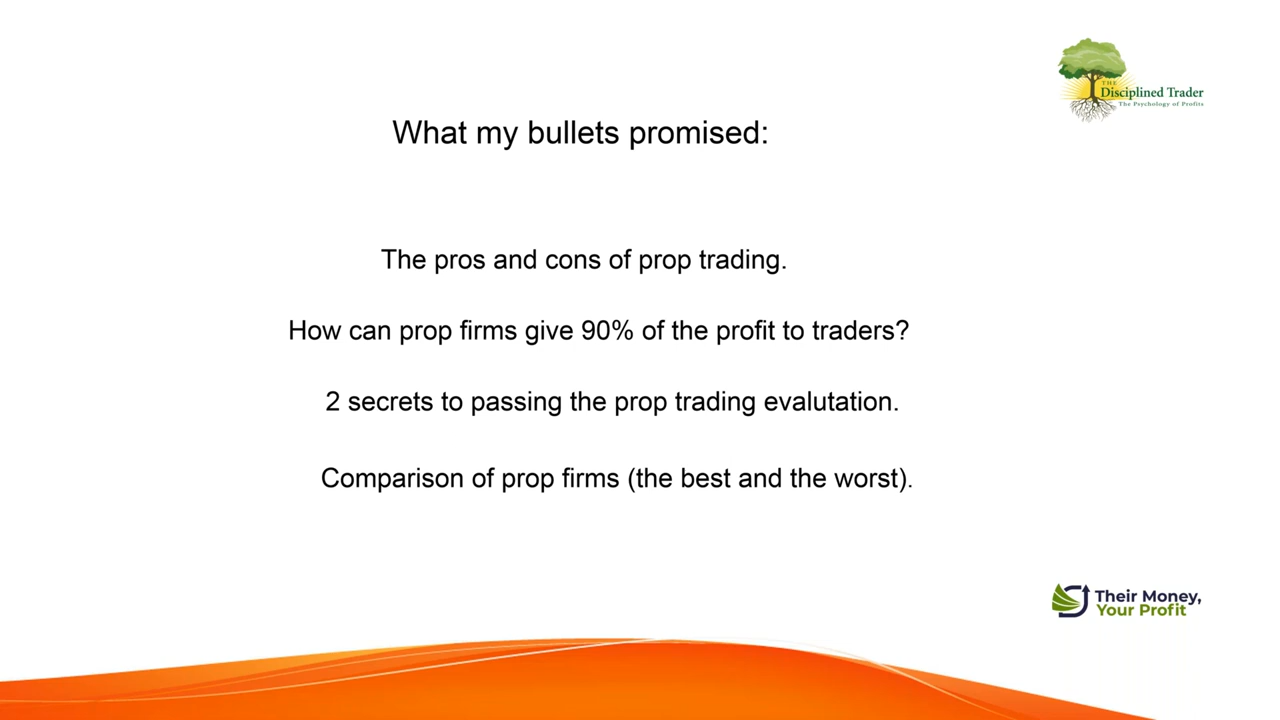 THE
Disciplined Trader
The Psychology of Profits
What my bullets promised:
The pros and cons of prop trading.
How can prop firms give 90% of the profit to traders?
2 secrets to passing the prop trading evalutation.
Comparison of prop firms (the best and the worst).
Their Money,
Your Profit